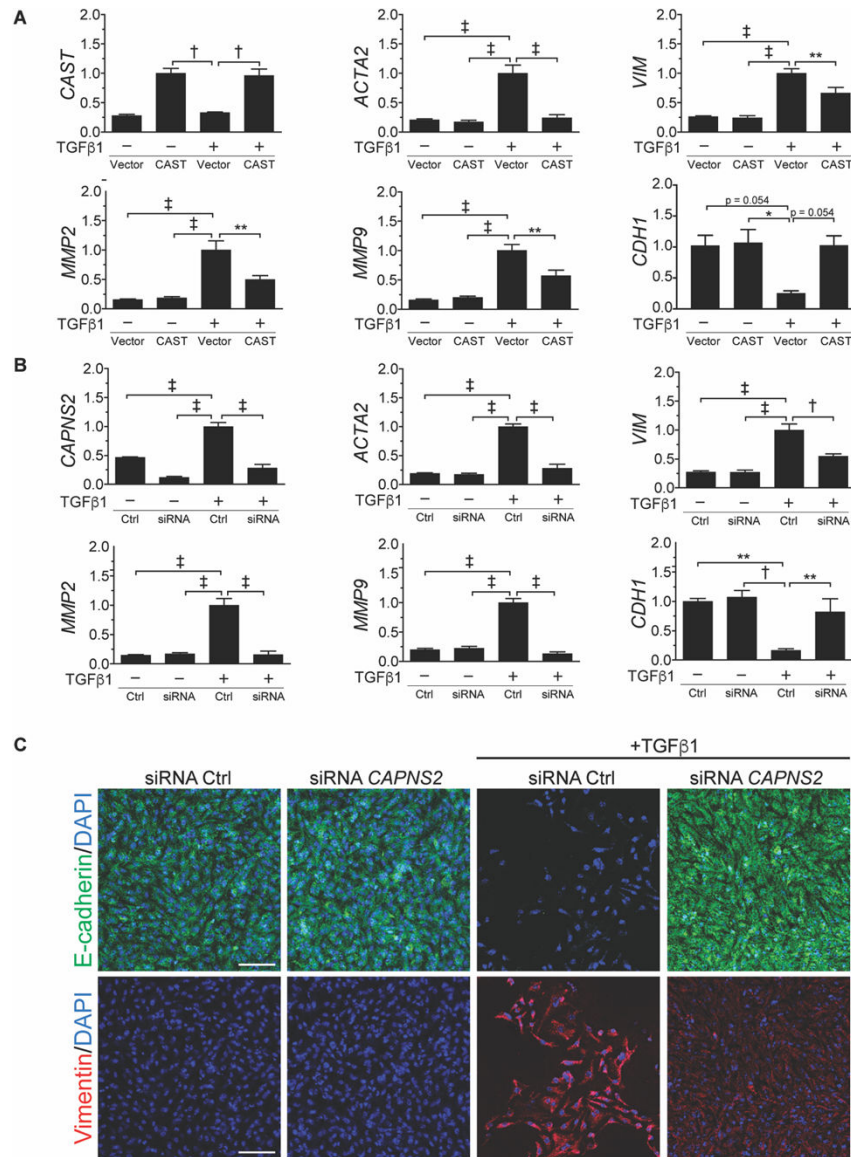 A
CAST
2.0
1.5
1.0
0.5
0.0
† †
TGFβ1 – – + +
Vector CAST Vector CAST
ACTA2
2.0
1.5
1.0
0.5
0.0
‡
‡ ‡
TGFβ1 – – + +
Vector CAST Vector CAST
VIM
2.0
1.5
1.0
0.5
0.0
‡
‡ **
TGFβ1 – – + +
Vector CAST Vector CAST
MMP2
2.0
1.5
1.0
0.5
0.0
‡
‡ **
TGFβ1 – – + +
Vector CAST Vector CAST
MMP9
2.0
1.5
1.0
0.5
0.0
‡
‡ **
TGFβ1 – – + +
Vector CAST Vector CAST
CDH1
2.0
1.5
1.0
0.5
0.0
p = 0.054
* p = 0.054
TGFβ1 – – + +
Vector CAST Vector CAST
B
CAPNS2
2.0
1.5
1.0
0.5
0.0
‡
‡ ‡
TGFβ1 – – + +
Ctrl siRNA Ctrl siRNA
ACTA2
2.0
1.5
1.0
0.5
0.0
‡
‡ ‡
TGFβ1 – – + +
Ctrl siRNA Ctrl siRNA
VIM
2.0
1.5
1.0
0.5
0.0
‡
‡ †
TGFβ1 – – + +
Ctrl siRNA Ctrl siRNA
MMP2
2.0
1.5
1.0
0.5
0.0
‡
‡ ‡
TGFβ1 – – + +
Ctrl siRNA Ctrl siRNA
MMP9
2.0
1.5
1.0
0.5
0.0
‡
‡ ‡
TGFβ1 – – + +
Ctrl siRNA Ctrl siRNA
CDH1
2.0
1.5
1.0
0.5
0.0
**
† **
TGFβ1 – – + +
Ctrl siRNA Ctrl siRNA
C
+TGFβ1
siRNA Ctrl siRNA CAPNS2 siRNA Ctrl siRNA CAPNS2
E-cadherin/DAPI
Vimentin/DAPI